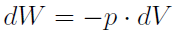 dW = −p · dV